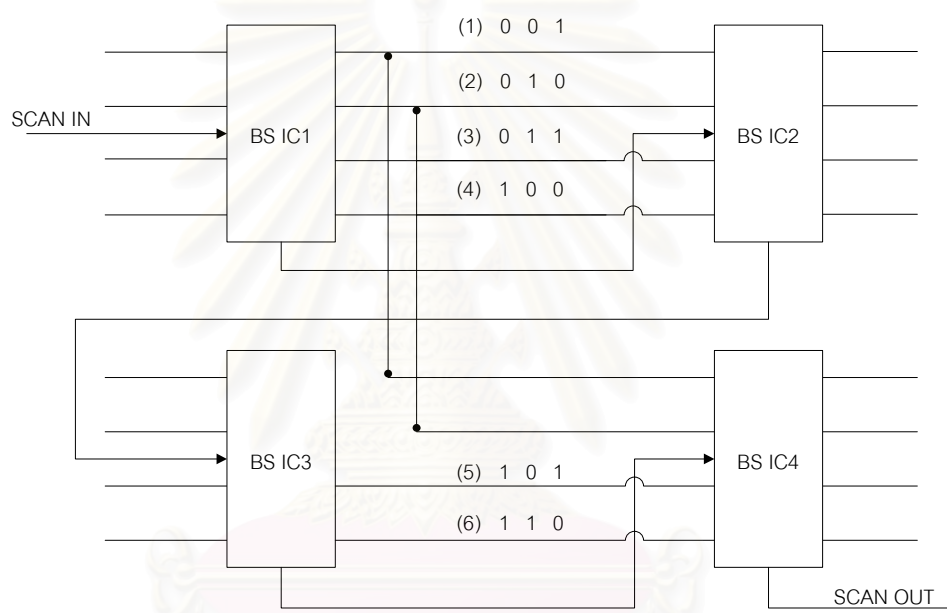 (1) 0 0 1
(2) 0 1 0
SCAN IN
BS IC1
(3) 0 1 1
BS IC2
(4) 1 0 0
BS IC3
(5) 1 0 1
BS IC4
(6) 1 1 0
SCAN OUT